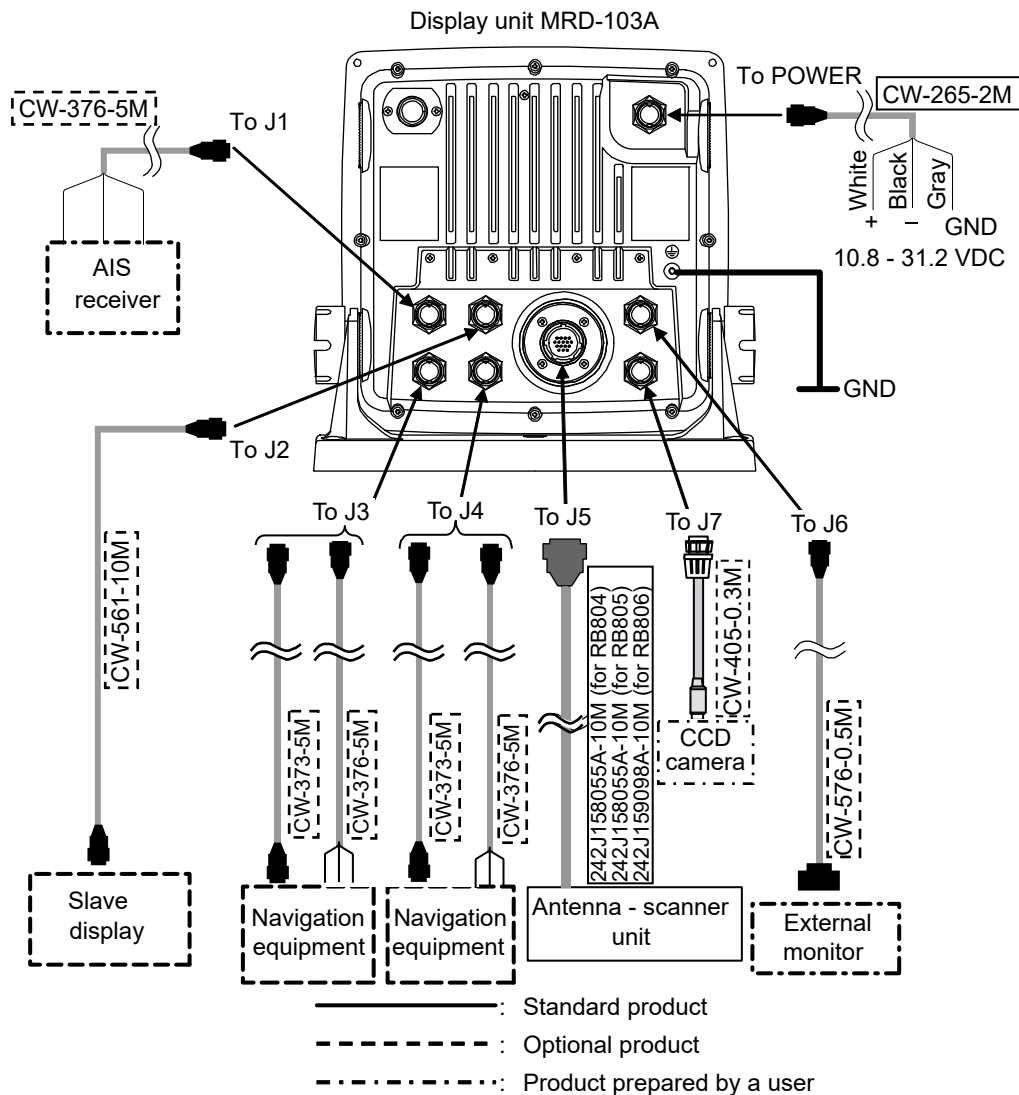 Display unit MRD-103A
To POWER
CW-265-2M
White
Black
Gray
+
–
GND
10.8 - 31.2 VDC
CW-376-5M
To J1
AIS
receiver
GND
To J2
CW-561-10M
Slave
display
To J3
CW-373-5M
CW-376-5M
Navigation
equipment
To J4
CW-373-5M
CW-376-5M
Navigation
equipment
To J5
242J158055A-10M (for RB804)
242J158055A-10M (for RB805)
242J159098A-10M (for RB806)
Antenna - scanner
unit
To J7
CW-405-0.3M
CCD
camera
To J6
CW-576-0.5M
External
monitor
: Standard product
: Optional product
: Product prepared by a user